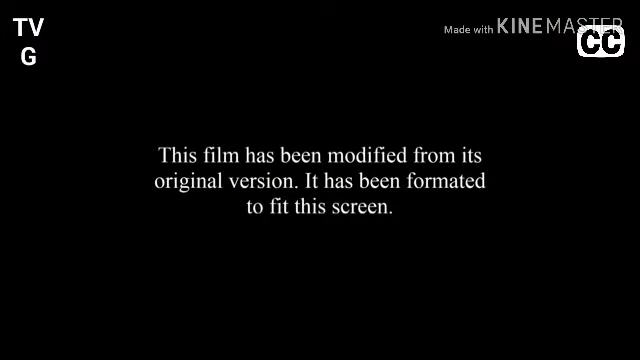 TV
G
Made with KINEMASTER
CC
This film has been modified from its
original version. It has been formated
to fit this screen.